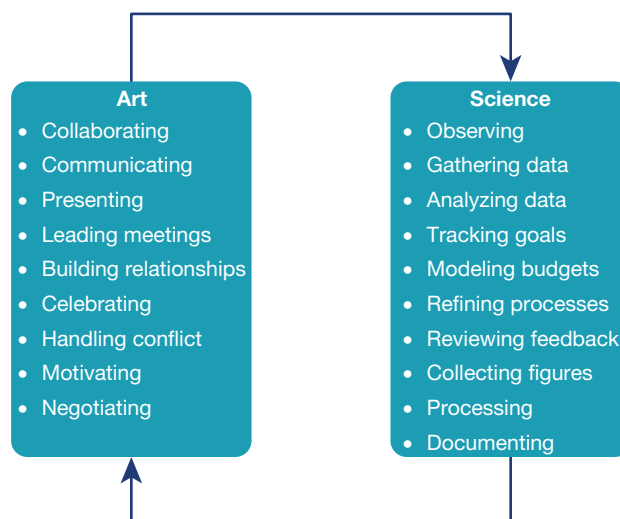 Art
• Collaborating
• Communicating
• Presenting
• Leading meetings
• Building relationships
• Celebrating
• Handling conflict
• Motivating
• Negotiating
Science
• Observing
• Gathering data
• Analyzing data
• Tracking goals
• Modeling budgets
• Refining processes
• Reviewing feedback
• Collecting figures
• Processing
• Documenting